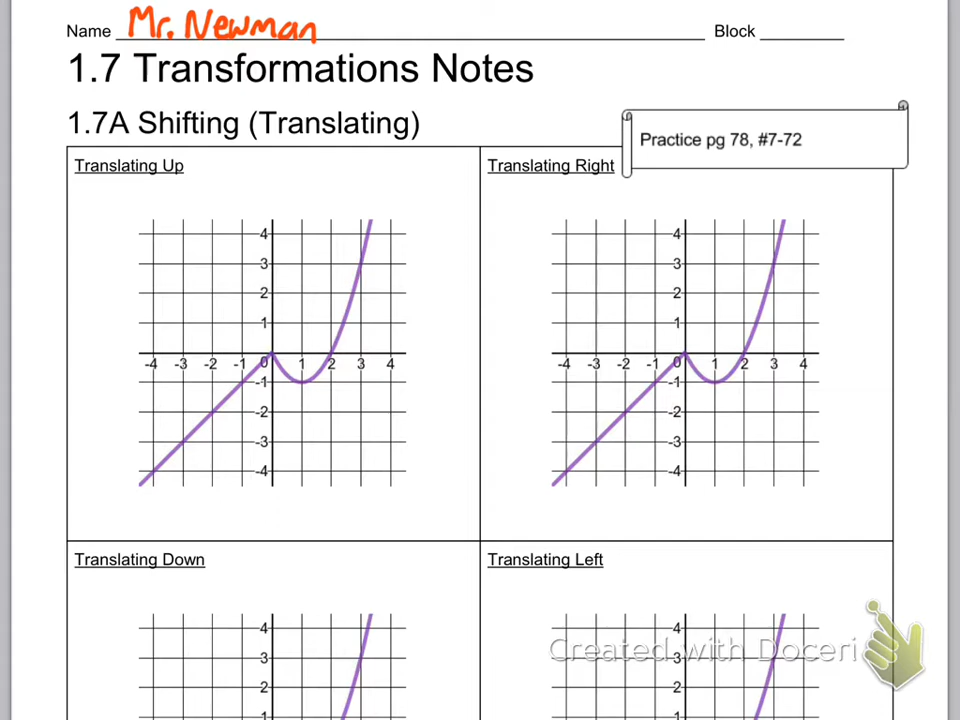 Name Mr. Newman Block
1.7 Transformations Notes
1.7A Shifting (Translating)
Practice pg 78, #7-72
Translating Up
Translating Right
4
3
2
1
-4 -3 -2 -1 0 1 2 3 4
-1
-2
-3
-4
4
3
2
1
-4 -3 -2 -1 0 1 2 3 4
-1
-2
-3
-4
Translating Down
Translating Left
4
3
2
1
4
3
2
1
Created with Doceri